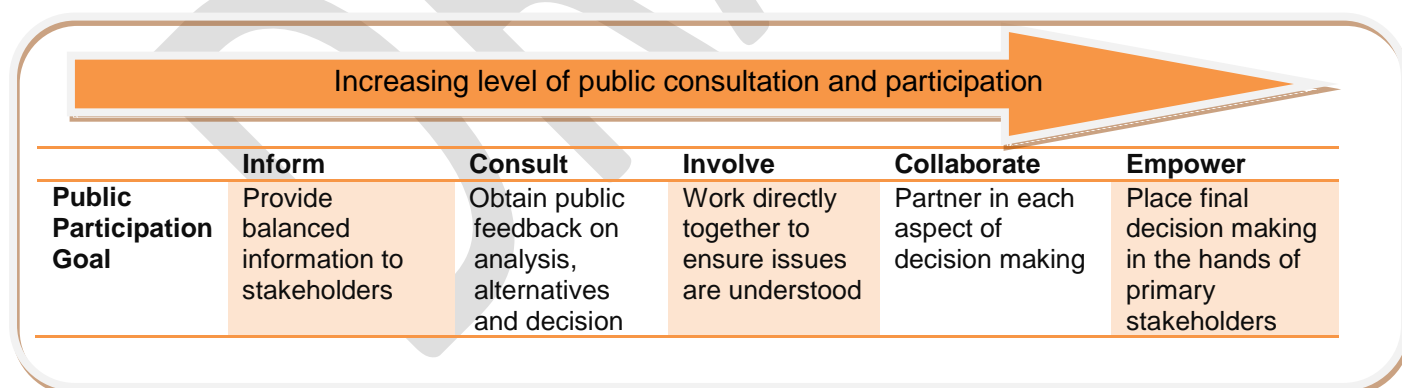 Increasing level of public consultation and participation
Inform Consult Involve Collaborate Empower
Public Participation Goal
Provide balanced information to stakeholders
Obtain public feedback on analysis, alternatives and decision
Work directly together to ensure issues are understood
Partner in each aspect of decision making
Place final decision making in the hands of primary stakeholders